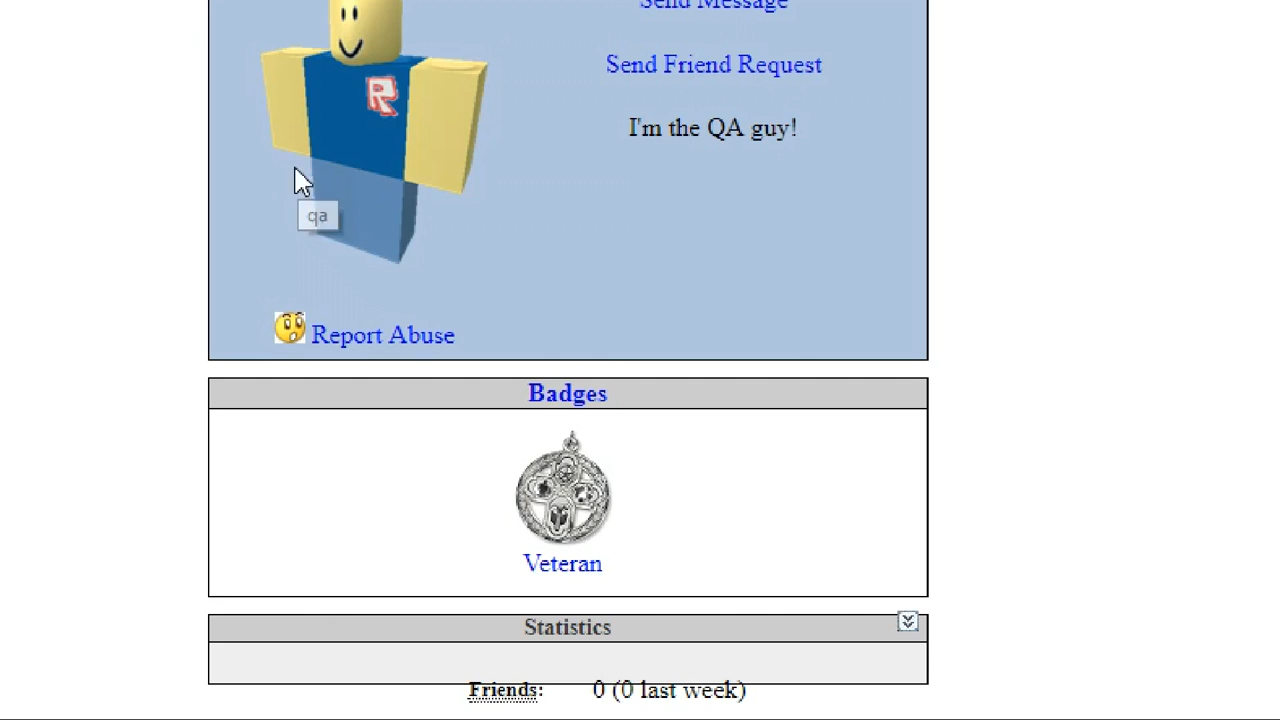 Send Message
Send Friend Request
I'm the QA guy!
R
qa
Report Abuse
Badges
Veteran
Statistics
Friends: 0 (0 last week)